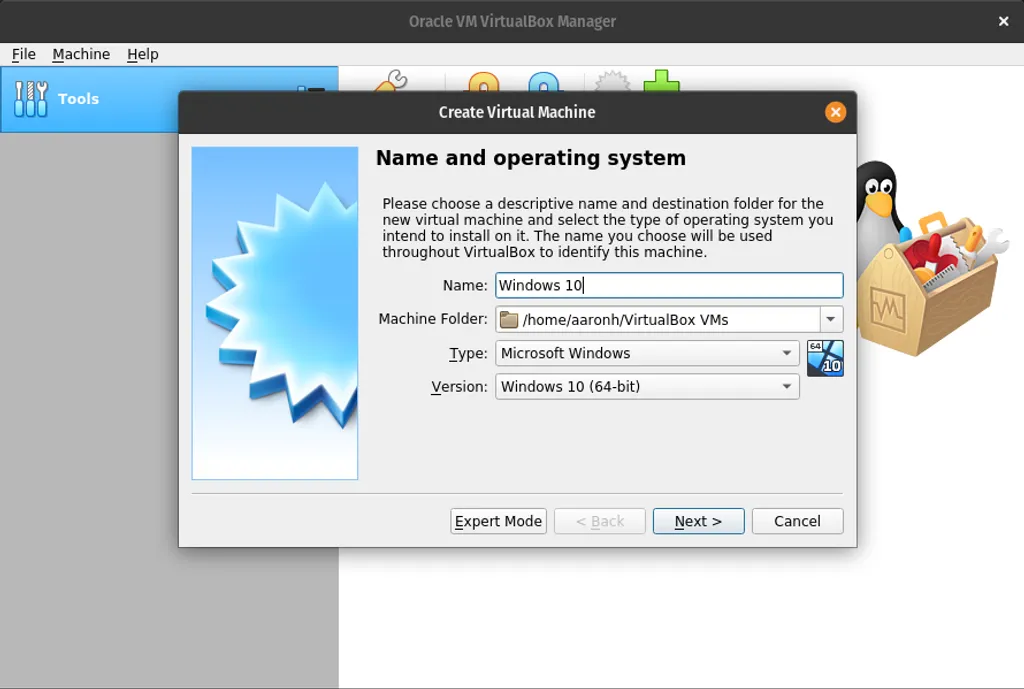 Oracle VM VirtualBox Manager
File Machine Help
Tools
Create Virtual Machine
Name and operating system
Please choose a descriptive name and destination folder for the
new virtual machine and select the type of operating system you
intend to install on it. The name you choose will be used
throughout VirtualBox to identify this machine.
Name: Windows 10
Machine Folder: /home/aaronh/VirtualBox VMs
Type: Microsoft Windows
64
10
Version: Windows 10 (64-bit)
Expert Mode < Back Next > Cancel